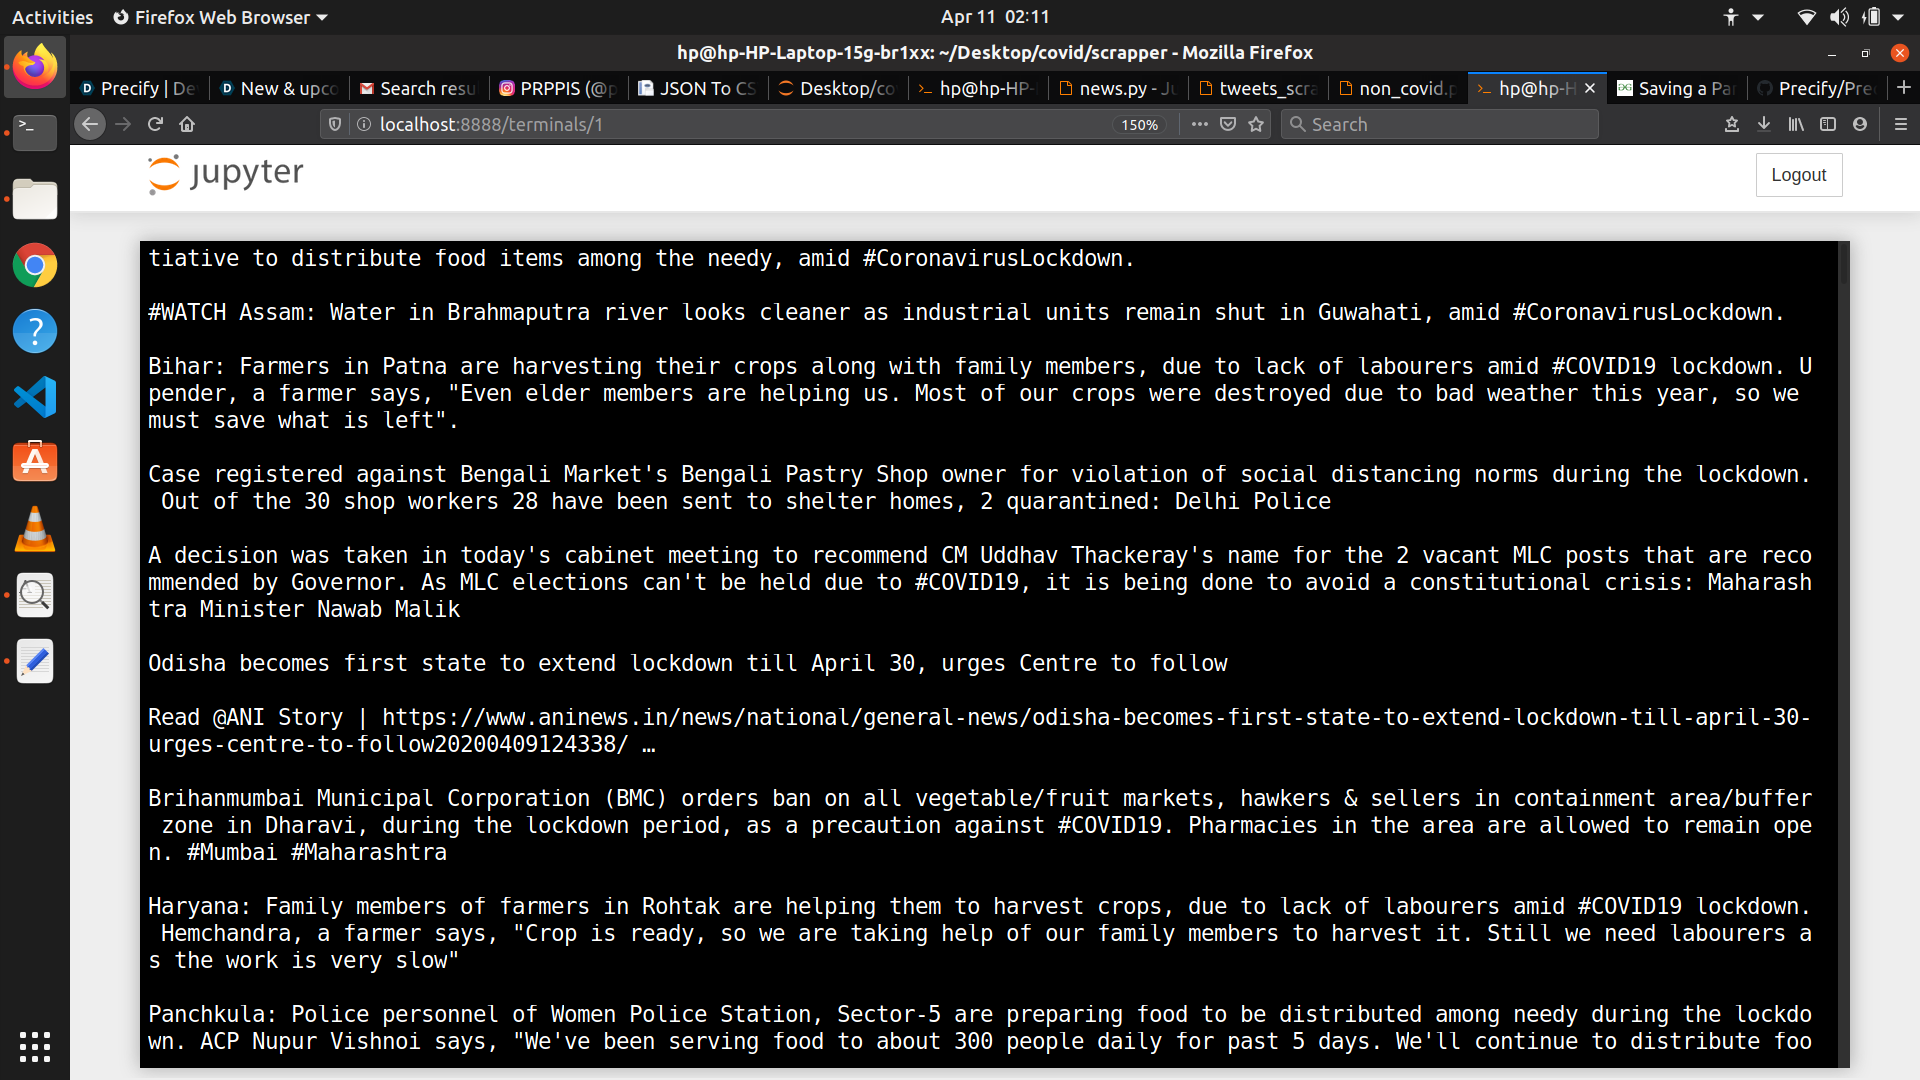 Activities Firefox Web Browser Apr 11 02:11
hp@hp-HP-Laptop-15g-br1xx: ~/Desktop/covid/scrapper - Mozilla Firefox
Precify | De New & upco Search resu PRPPIS (@p JSON To CS Desktop/co hp@hp-HP- news.py - Ju tweets_scra non_covid.p hp@hp-H Saving a Pa Precify/Pre
localhost:8888/terminals/1 150% Search
jupyter Logout
tiative to distribute food items among the needy, amid #CoronavirusLockdown.
#WATCH Assam: Water in Brahmaputra river looks cleaner as industrial units remain shut in Guwahati, amid #CoronavirusLockdown.
Bihar: Farmers in Patna are harvesting their crops along with family members, due to lack of labourers amid #COVID19 lockdown. U
pender, a farmer says, "Even elder members are helping us. Most of our crops were destroyed due to bad weather this year, so we
must save what is left".
Case registered against Bengali Market's Bengali Pastry Shop owner for violation of social distancing norms during the lockdown.
Out of the 30 shop workers 28 have been sent to shelter homes, 2 quarantined: Delhi Police
A decision was taken in today's cabinet meeting to recommend CM Uddhav Thackeray's name for the 2 vacant MLC posts that are reco
mmended by Governor. As MLC elections can't be held due to #COVID19, it is being done to avoid a constitutional crisis: Maharash
tra Minister Nawab Malik
Odisha becomes first state to extend lockdown till April 30, urges Centre to follow
Read @ANI Story | https://www.aninews.in/news/national/general-news/odisha-becomes-first-state-to-extend-lockdown-till-april-30-
urges-centre-to-follow20200409124338/ …
Brihanmumbai Municipal Corporation (BMC) orders ban on all vegetable/fruit markets, hawkers & sellers in containment area/buffer
zone in Dharavi, during the lockdown period, as a precaution against #COVID19. Pharmacies in the area are allowed to remain ope
n. #Mumbai #Maharashtra
Haryana: Family members of farmers in Rohtak are helping them to harvest crops, due to lack of labourers amid #COVID19 lockdown.
Hemchandra, a farmer says, "Crop is ready, so we are taking help of our family members to harvest it. Still we need labourers a
s the work is very slow"
Panchkula: Police personnel of Women Police Station, Sector-5 are preparing food to be distributed among needy during the lockdo
wn. ACP Nupur Vishnoi says, "We've been serving food to about 300 people daily for past 5 days. We'll continue to distribute foo